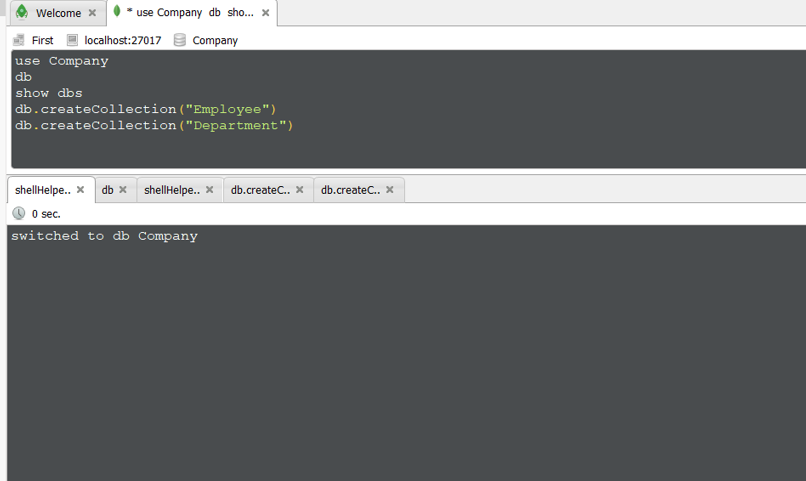 Welcome
* use Company db sho...
First localhost:27017 Company
use Company
db
show dbs
db.createCollection("Employee")
db.createCollection("Department")
shellHelpe.. db shellHelpe.. db.createC.. db.createC..
0 sec.
switched to db Company